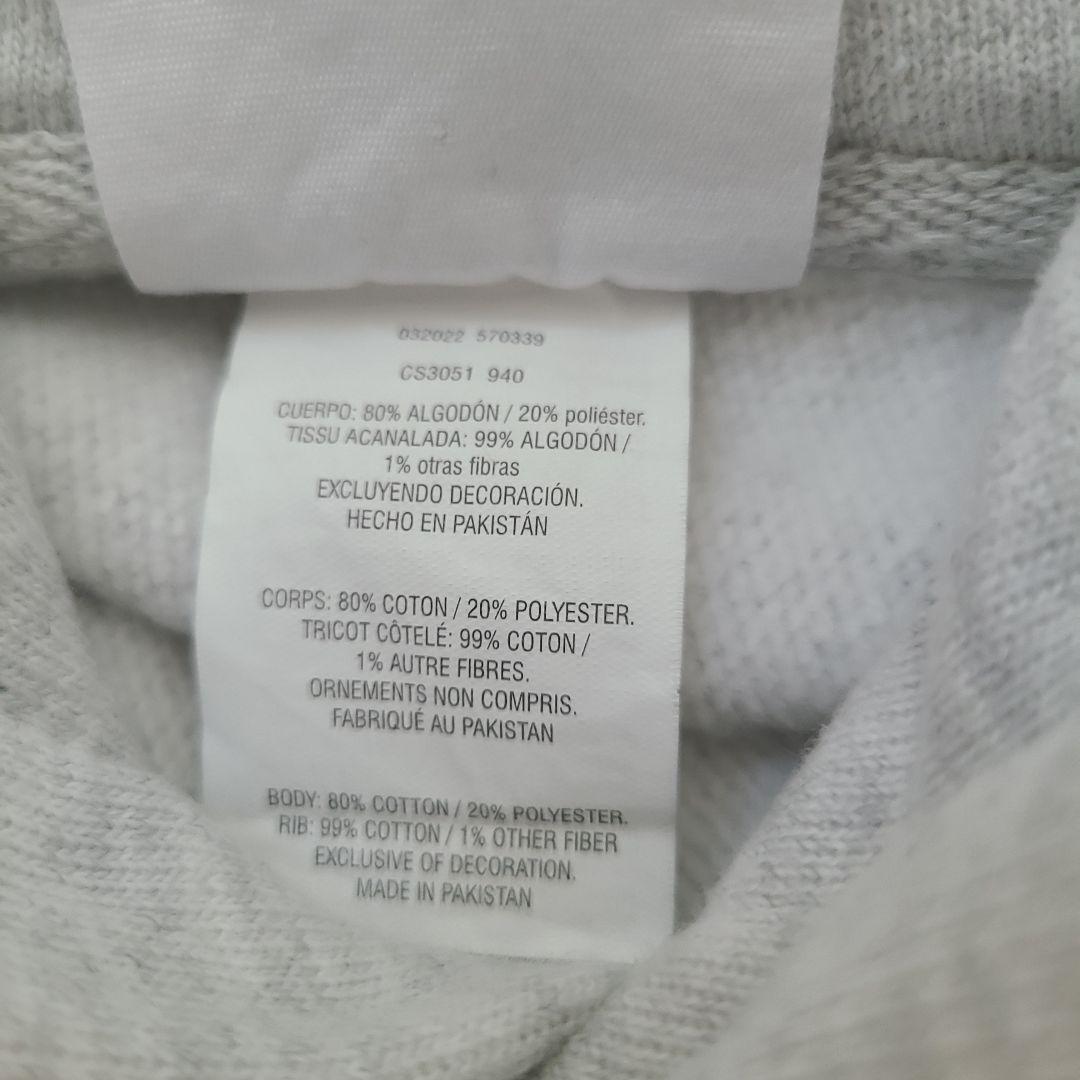 032022 570339
CS3051 940
CUERPO: 80% ALGODÓN / 20% poliéster.
TISSU ACANALADA: 99% ALGODÓN /
1% otras fibras
EXCLUYENDO DECORACIÓN.
HECHO EN PAKISTÁN
CORPS: 80% COTON / 20% POLYESTER.
TRICOT CÔTELÉ: 99% COTON /
1% AUTRE FIBRES.
ORNEMENTS NON COMPRIS.
FABRIQUÉ AU PAKISTAN
BODY: 80% COTTON / 20% POLYESTER.
RIB: 99% COTTON / 1% OTHER FIBER
EXCLUSIVE OF DECORATION.
MADE IN PAKISTAN